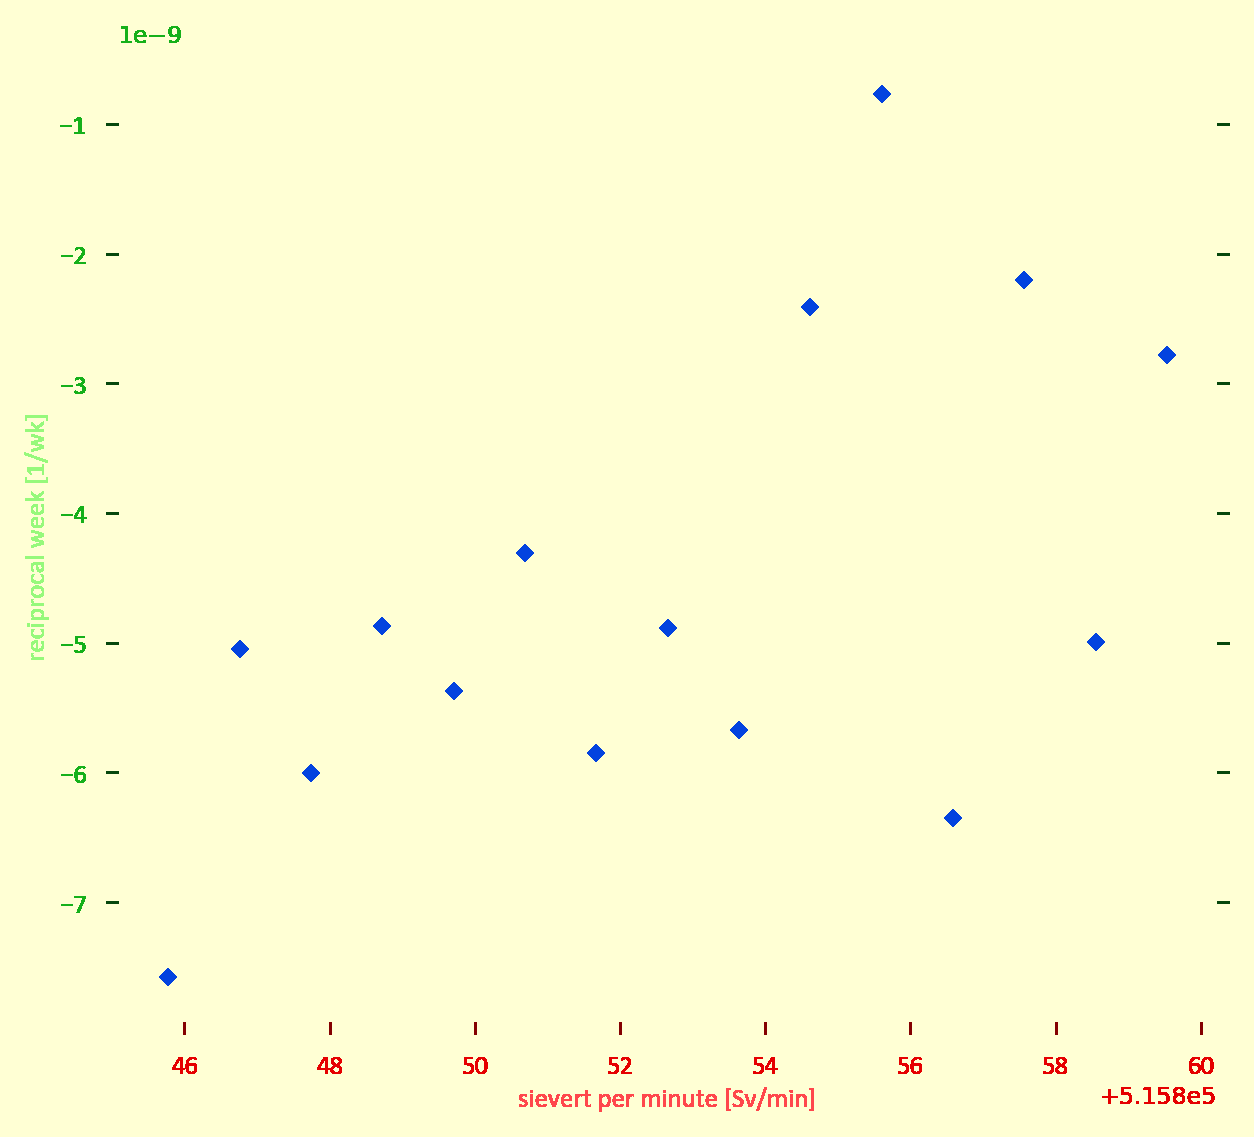 1e−9
−1
−2
−3
−4
−5
−6
−7
reciprocal week [1/wk]
46 48 50 52 54 56 58 60
sievert per minute [Sv/min]
+5.158e5